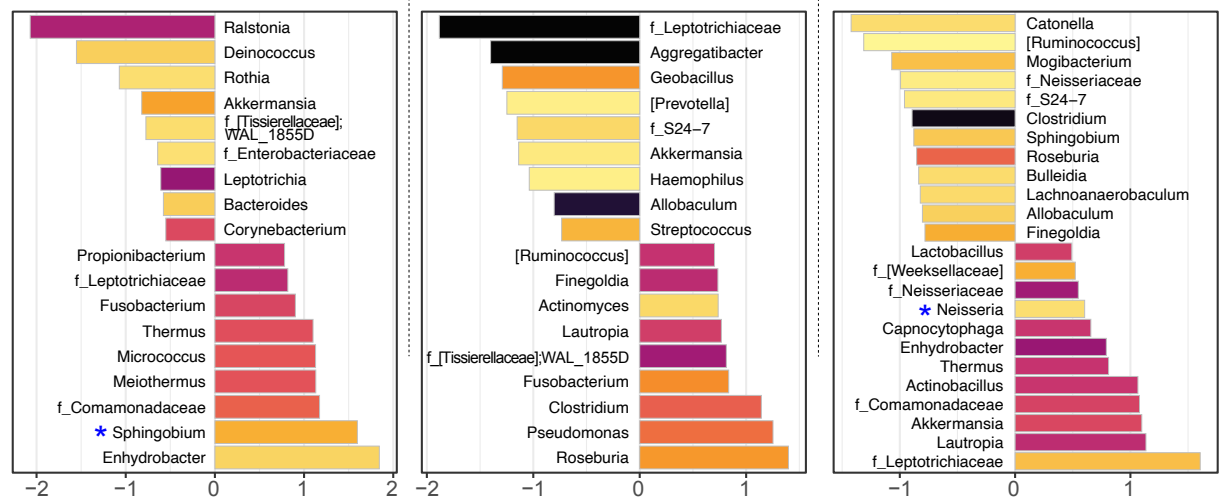 Ralstonia
Deinococcus
Rothia
Akkermansia
f_[Tissierellaceae];
WAL_1855D
f_Enterobacteriaceae
Leptotrichia
Bacteroides
Corynebacterium
Propionibacterium
f_Leptotrichiaceae
Fusobacterium
Thermus
Micrococcus
Meiothermus
f_Comamonadaceae
* Sphingobium
Enhydrobacter
−2 −1 0 1 2
f_Leptotrichiaceae
Aggregatibacter
Geobacillus
[Prevotella]
f_S24−7
Akkermansia
Haemophilus
Allobaculum
Streptococcus
[Ruminococcus]
Finegoldia
Actinomyces
Lautropia
f_[Tissierellaceae];WAL_1855D
Fusobacterium
Clostridium
Pseudomonas
Roseburia
−2 −1 0 1
Catonella
[Ruminococcus]
Mogibacterium
f_Neisseriaceae
f_S24−7
Clostridium
Sphingobium
Roseburia
Bulleidia
Lachnoanaerobaculum
Allobaculum
Finegoldia
Lactobacillus
f_[Weeksellaceae]
f_Neisseriaceae
* Neisseria
Capnocytophaga
Enhydrobacter
Thermus
Actinobacillus
f_Comamonadaceae
Akkermansia
Lautropia
f_Leptotrichiaceae
−1 0 1